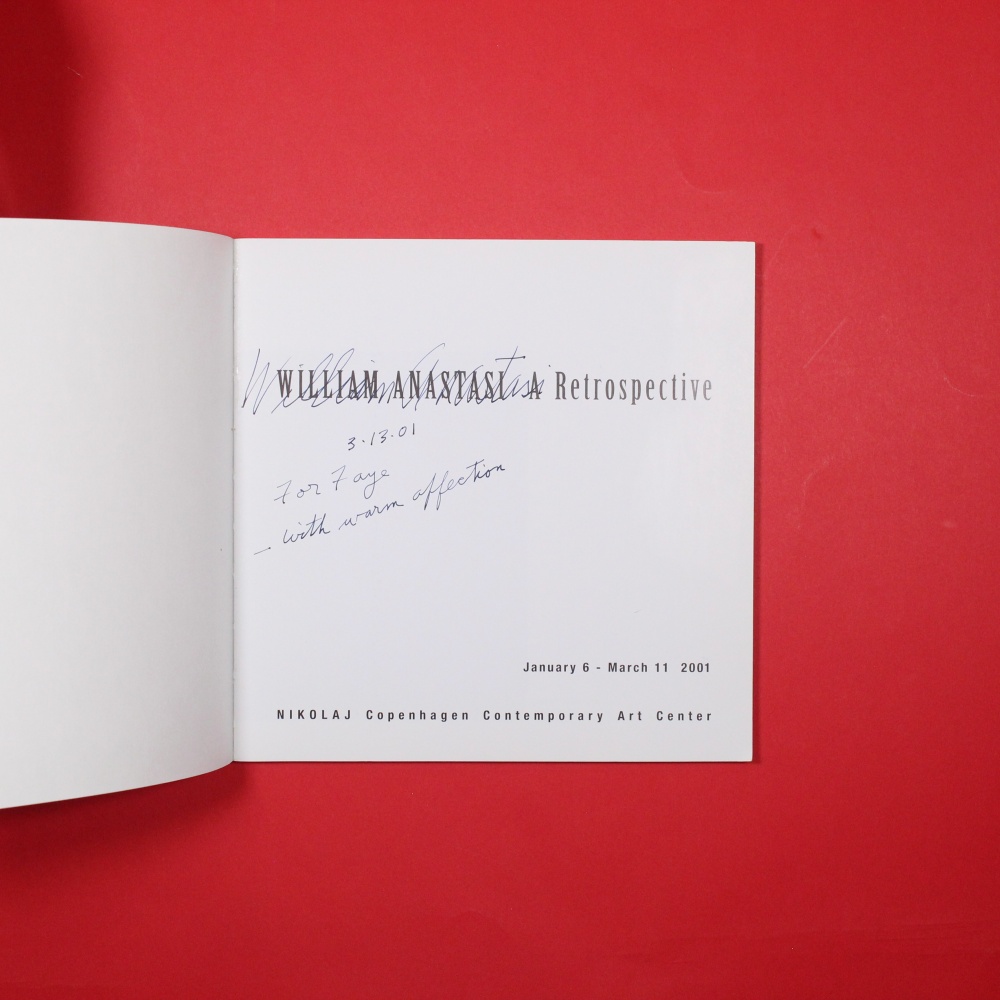 WiLLIAM ANASTASI A Retrospective
William Anastasi
3·13·01
For Faye
– with warm affection
January 6 - March 11 2001
NIKOLAJ Copenhagen Contemporary Art Center